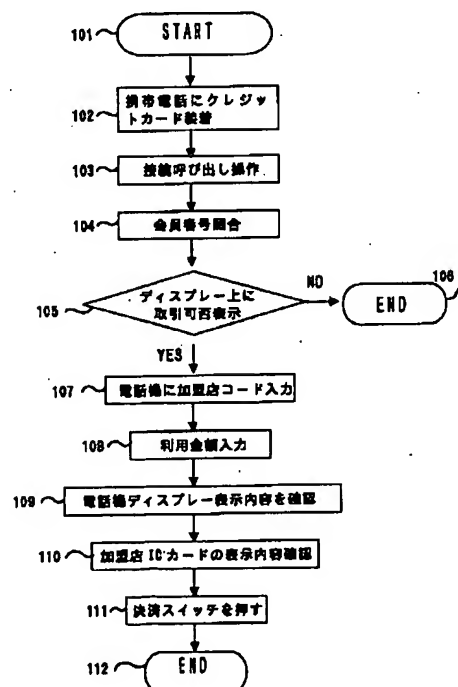 101
START
102
携帯電話にクレジッ
トカード装着
103
接続呼び出し操作
104
会員番号照合
105
ディスプレー上に
取引可否表示
NO
106
END
YES
107
電話機に加盟店コード入力
108
利用金額入力
109
電話機ディスプレー表示内容を確認
110
加盟店ICカードの表示内容確認
111
決済スイッチを押す
112
END